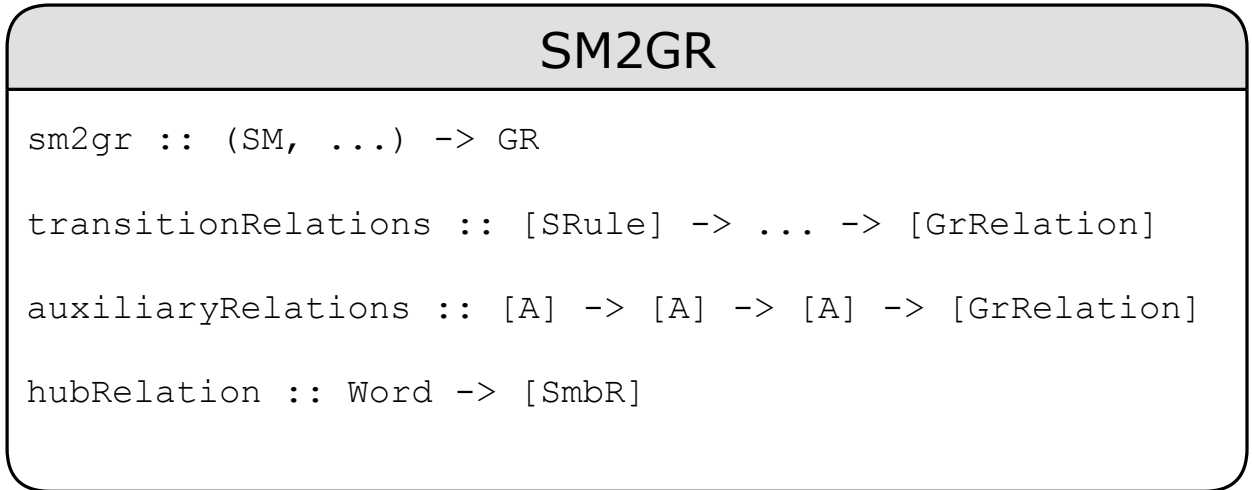 SM2GR
sm2gr :: (SM, ...) -> GR
transitionRelations :: [SRule] -> ... -> [GrRelation]
auxiliaryRelations :: [A] -> [A] -> [A] -> [GrRelation]
hubRelation :: Word -> [SmbR]